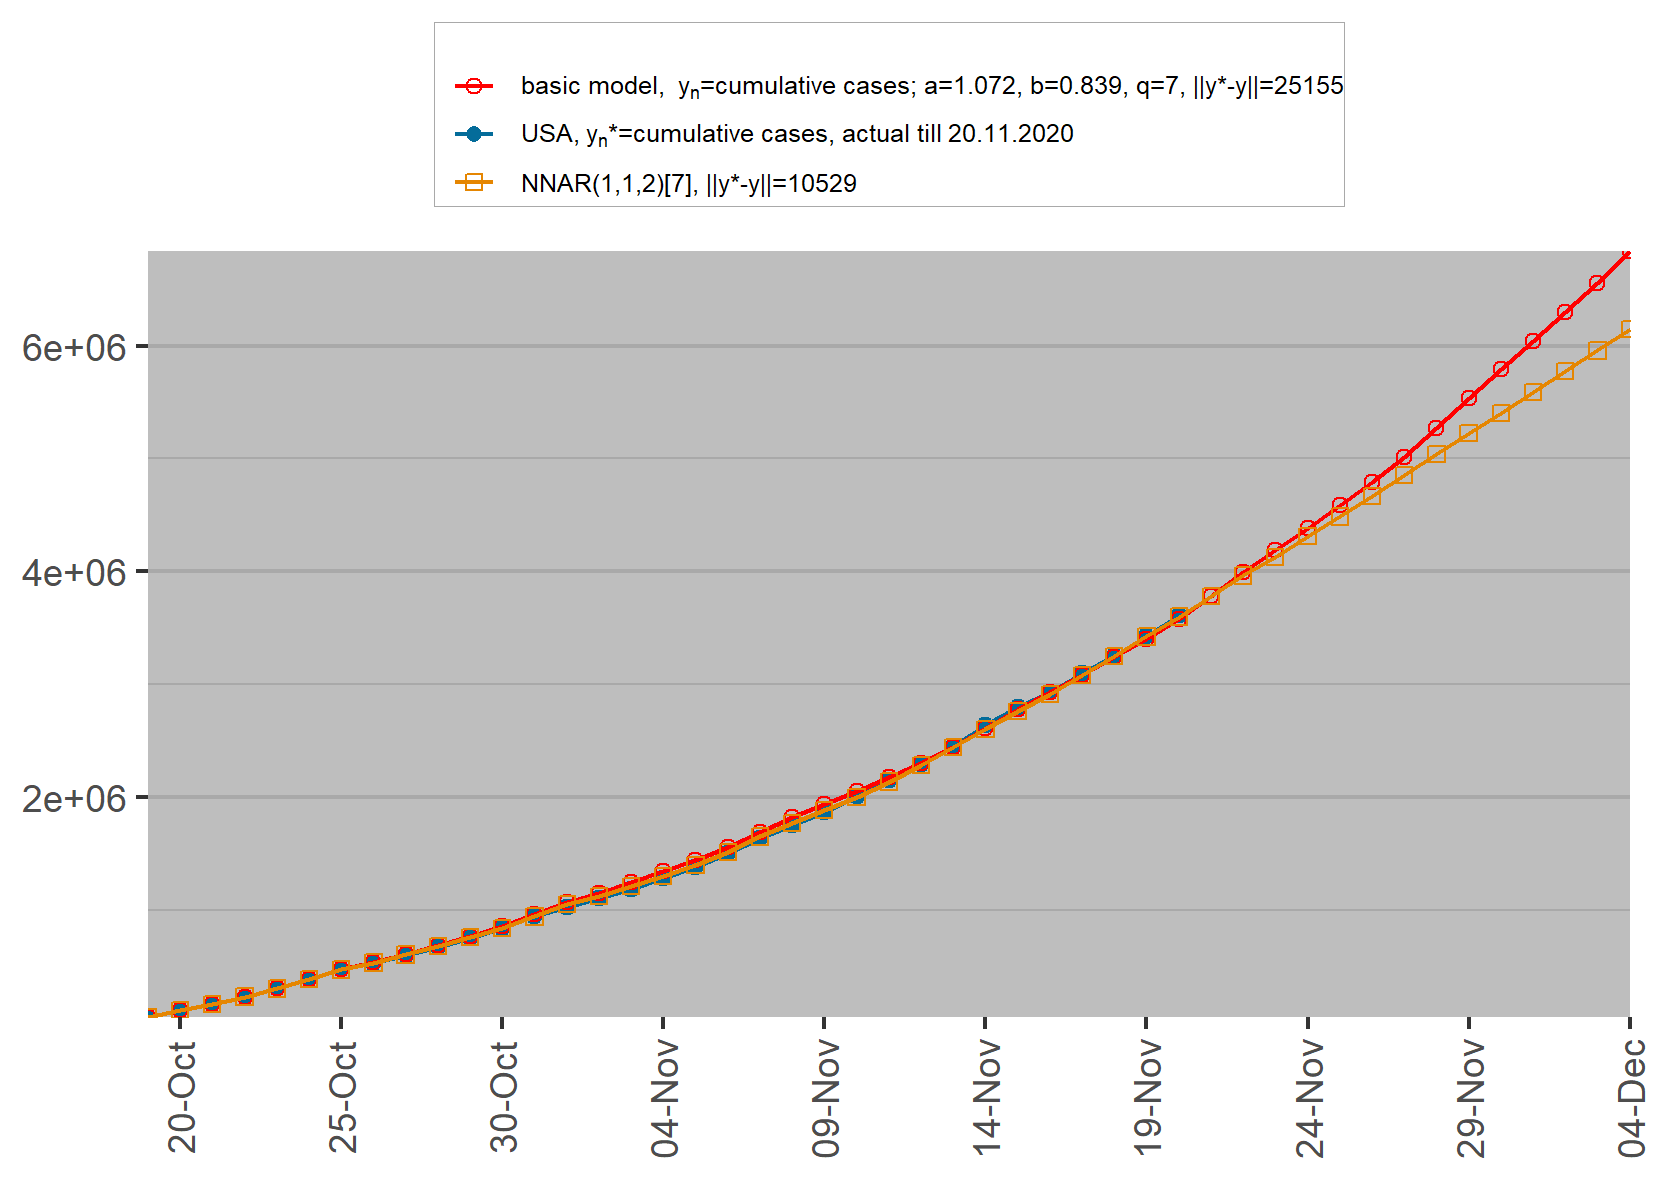 basic model, yn=cumulative cases; a=1.072, b=0.839, q=7, ||y*-y||=25155
USA, yn*=cumulative cases, actual till 20.11.2020
NNAR(1,1,2)[7], ||y*-y||=10529
6e+06
4e+06
2e+06
20-Oct
25-Oct
30-Oct
04-Nov
09-Nov
14-Nov
19-Nov
24-Nov
29-Nov
04-Dec